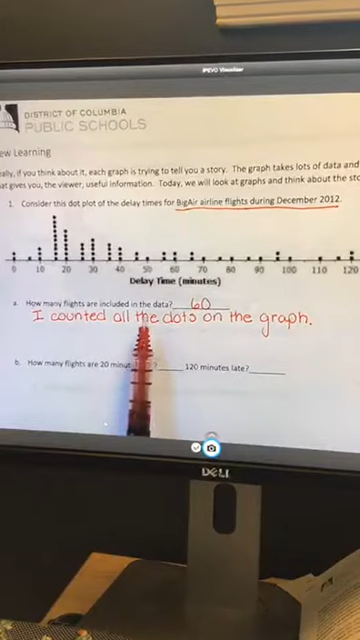 IPEVO Visualizer
DISTRICT OF COLUMBIA
PUBLIC SCHOOLS
ew Learning
eally, if you think about it, each graph is trying to tell you a story. The graph takes lots of data and
at gives you, the viewer, useful information. Today, we will look at graphs and think about the sto
1. Consider this dot plot of the delay times for BigAir airline flights during December 2012.
0 10 20 30 40 50 60 70 80 90 100 110 120
Delay Time (minutes)
a. How many flights are included in the data? 60
I counted all the dots on the graph.
b. How many flights are 20 minut ? 120 minutes late?
DELL